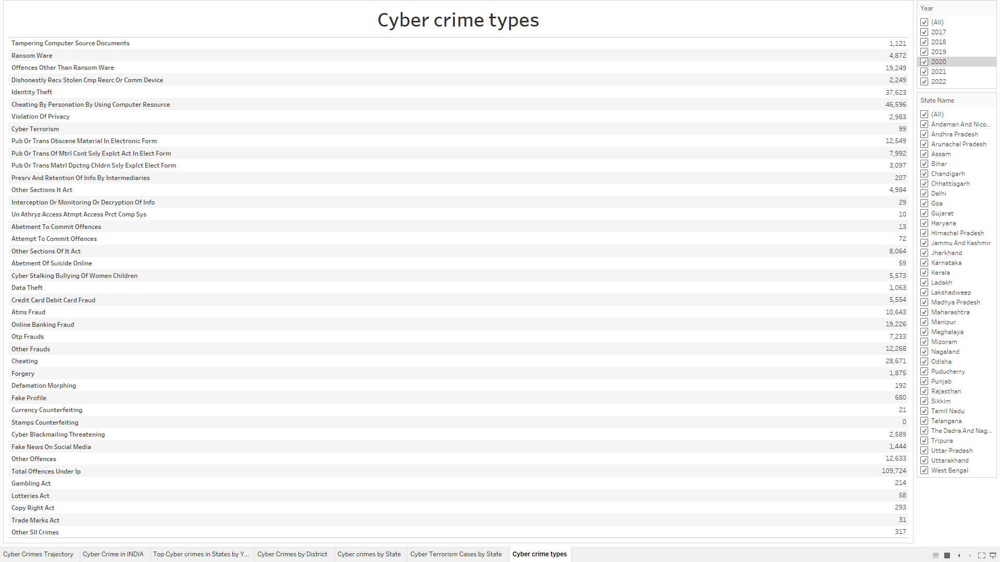 Cyber crime types
Tampering Computer Source Documents 1,121
Ransom Ware 4,872
Offences Other Than Ransom Ware 19,249
Dishonestly Recv Stolen Cmp Resrc Or Comm Device 2,249
Identity Theft 37,623
Cheating By Personation By Using Computer Resource 46,596
Violation Of Privacy 2,983
Cyber Terrorism 99
Pub Or Trans Obscene Material In Electronic Form 12,549
Pub Or Trans Of Mtrl Cont Sxly Explct Act In Elect Form 7,992
Pub Or Trans Matrl Dpctng Chldrn Sxly Explct Elect Form 3,097
Presrv And Retention Of Info By Intermediaries 207
Other Sections It Act 4,984
Interception Or Monitoring Or Decryption Of Info 29
Un Athryz Access Atmpt Access Prct Comp Sys 10
Abetment To Commit Offences 13
Attempt To Commit Offences 72
Other Sections Of It Act 8,064
Abetment Of Suicide Online 59
Cyber Stalking Bullying Of Women Children 5,573
Data Theft 1,063
Credit Card Debit Card Fraud 5,554
Atms Fraud 10,643
Online Banking Fraud 19,226
Otp Frauds 7,233
Other Frauds 12,268
Cheating 28,671
Forgery 1,875
Defamation Morphing 192
Fake Profile 680
Currency Counterfeiting 21
Stamps Counterfeiting 0
Cyber Blackmailing Threatening 2,589
Fake News On Social Media 1,444
Other Offences 12,633
Total Offences Under Ip 109,724
Gambling Act 214
Lotteries Act 58
Copy Right Act 293
Trade Marks Act 31
Other Sll Crimes 317
Year
(All)
2017
2018
2019
2020
2021
2022
State Name
(All)
Andaman And Nico...
Andhra Pradesh
Arunachal Pradesh
Assam
Bihar
Chandigarh
Chhattisgarh
Delhi
Goa
Gujarat
Haryana
Himachal Pradesh
Jammu And Kashmir
Jharkhand
Karnataka
Kerala
Ladakh
Lakshadweep
Madhya Pradesh
Maharashtra
Manipur
Meghalaya
Mizoram
Nagaland
Odisha
Puducherry
Punjab
Rajasthan
Sikkim
Tamil Nadu
Telangana
The Dadra And Nag...
Tripura
Uttar Pradesh
Uttarakhand
West Bengal
Cyber Crimes Trajectory Cyber Crime in INDIA Top Cyber crimes in States by Y... Cyber Crimes by District Cyber crimes by State Cyber Terrorism Cases by State Cyber crime types